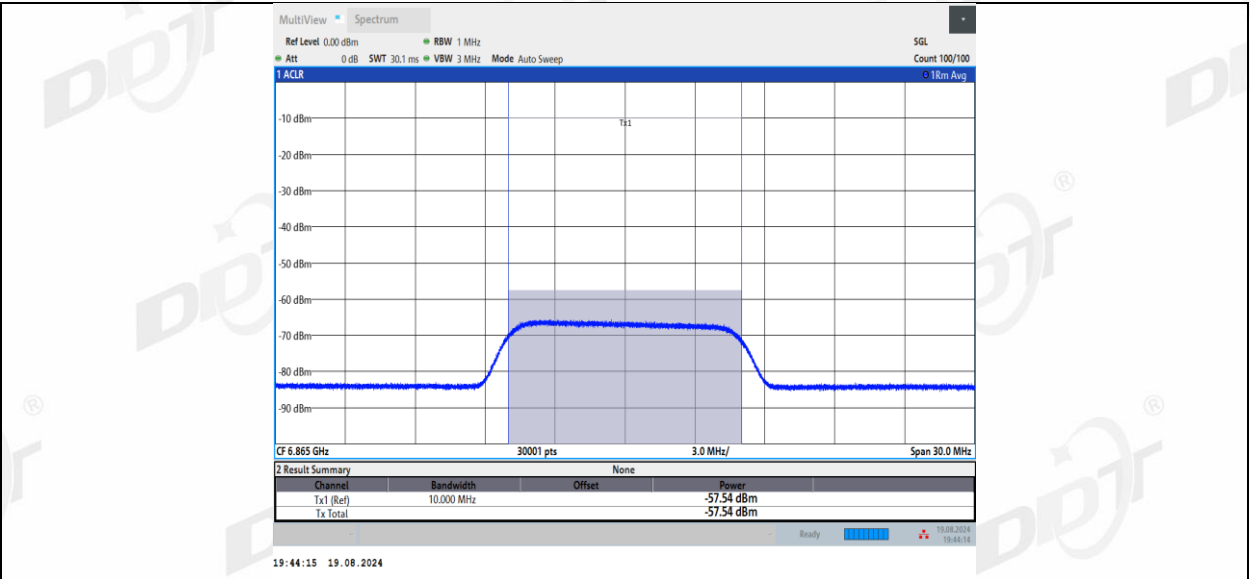 MultiView Spectrum
Ref Level 0.00 dBm RBW 1 MHz SGL
Att 0 dB SWT 30.1 ms VBW 3 MHz Mode Auto Sweep Count 100/100
1 ACLR 1Rm Avg
Tx1
-10 dBm
-20 dBm
-30 dBm
-40 dBm
-50 dBm
-60 dBm
-70 dBm
-80 dBm
-90 dBm
CF 6.865 GHz 30001 pts 3.0 MHz/ Span 30.0 MHz
2 Result Summary None
Channel Bandwidth Offset Power
Tx1 (Ref) 10.000 MHz -57.54 dBm
Tx Total -57.54 dBm
Ready 19.08.2024
19:44:14
19:44:15 19.08.2024
DDT
®